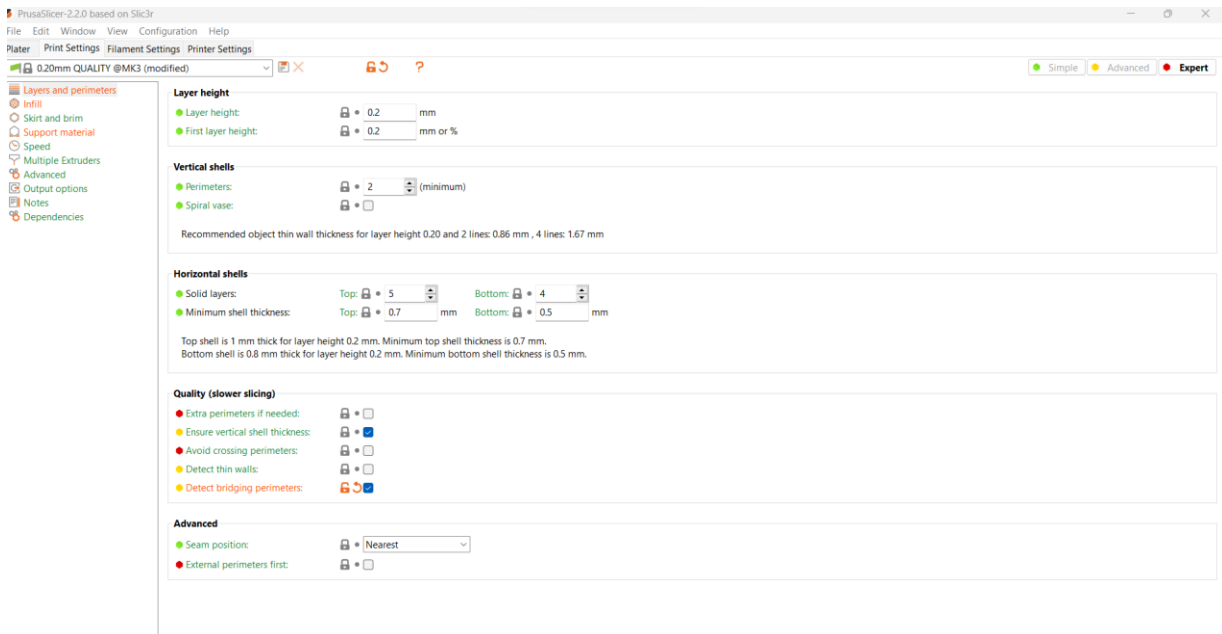 PrusaSlicer-2.2.0 based on Slic3r
File Edit Window View Configuration Help
Plater Print Settings Filament Settings Printer Settings
0.20mm QUALITY @MK3 (modified) ? Simple Advanced Expert
Layers and perimeters
Infill
Skirt and brim
Support material
Speed
Multiple Extruders
Advanced
Output options
Notes
Dependencies
Layer height
Layer height: 0.2 mm
First layer height: 0.2 mm or %
Vertical shells
Perimeters: 2 (minimum)
Spiral vase:
Recommended object thin wall thickness for layer height 0.20 and 2 lines: 0.86 mm , 4 lines: 1.67 mm
Horizontal shells
Solid layers: Top: 5 Bottom: 4
Minimum shell thickness: Top: 0.7 mm Bottom: 0.5 mm
Top shell is 1 mm thick for layer height 0.2 mm. Minimum top shell thickness is 0.7 mm.
Bottom shell is 0.8 mm thick for layer height 0.2 mm. Minimum bottom shell thickness is 0.5 mm.
Quality (slower slicing)
Extra perimeters if needed:
Ensure vertical shell thickness:
Avoid crossing perimeters:
Detect thin walls:
Detect bridging perimeters:
Advanced
Seam position: Nearest
External perimeters first: